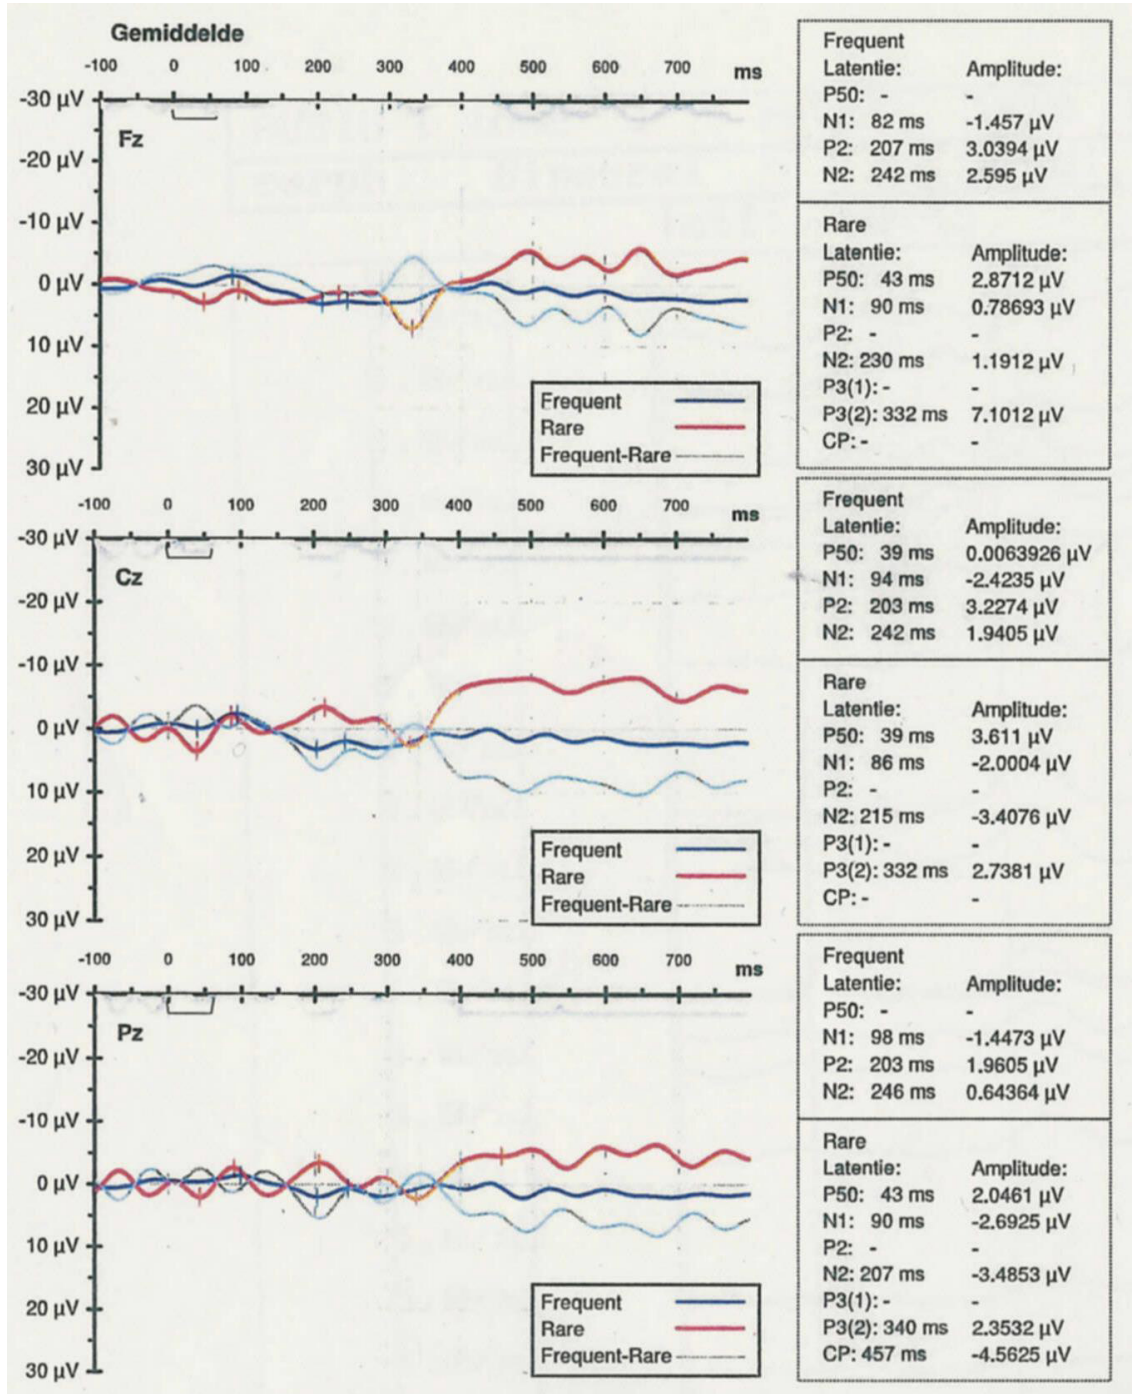 Gemiddelde
-100 0 100 200 300 400 500 600 700 ms
-30 µV
Fz
-20 µV
-10 µV
0 µV
10 µV
20 µV
30 µV
Frequent
Rare
Frequent-Rare
Frequent
Latentie: Amplitude:
P50: - -
N1: 82 ms -1.457 µV
P2: 207 ms 3.0394 µV
N2: 242 ms 2.595 µV
Rare
Latentie: Amplitude:
P50: 43 ms 2.8712 µV
N1: 90 ms 0.78693 µV
P2: - -
N2: 230 ms 1.1912 µV
P3(1): - -
P3(2): 332 ms 7.1012 µV
CP: - -
-100 0 100 200 300 400 500 600 700 ms
-30 µV
Cz
-20 µV
-10 µV
0 µV
10 µV
20 µV
30 µV
Frequent
Rare
Frequent-Rare
Frequent
Latentie: Amplitude:
P50: 39 ms 0.0063926 µV
N1: 94 ms -2.4235 µV
P2: 203 ms 3.2274 µV
N2: 242 ms 1.9405 µV
Rare
Latentie: Amplitude:
P50: 39 ms 3.611 µV
N1: 86 ms -2.0004 µV
P2: - -
N2: 215 ms -3.4076 µV
P3(1): - -
P3(2): 332 ms 2.7381 µV
CP: - -
-100 0 100 200 300 400 500 600 700 ms
-30 µV
Pz
-20 µV
-10 µV
0 µV
10 µV
20 µV
30 µV
Frequent
Rare
Frequent-Rare
Frequent
Latentie: Amplitude:
P50: - -
N1: 98 ms -1.4473 µV
P2: 203 ms 1.9605 µV
N2: 246 ms 0.64364 µV
Rare
Latentie: Amplitude:
P50: 43 ms 2.0461 µV
N1: 90 ms -2.6925 µV
P2: - -
N2: 207 ms -3.4853 µV
P3(1): - -
P3(2): 340 ms 2.3532 µV
CP: 457 ms -4.5625 µV